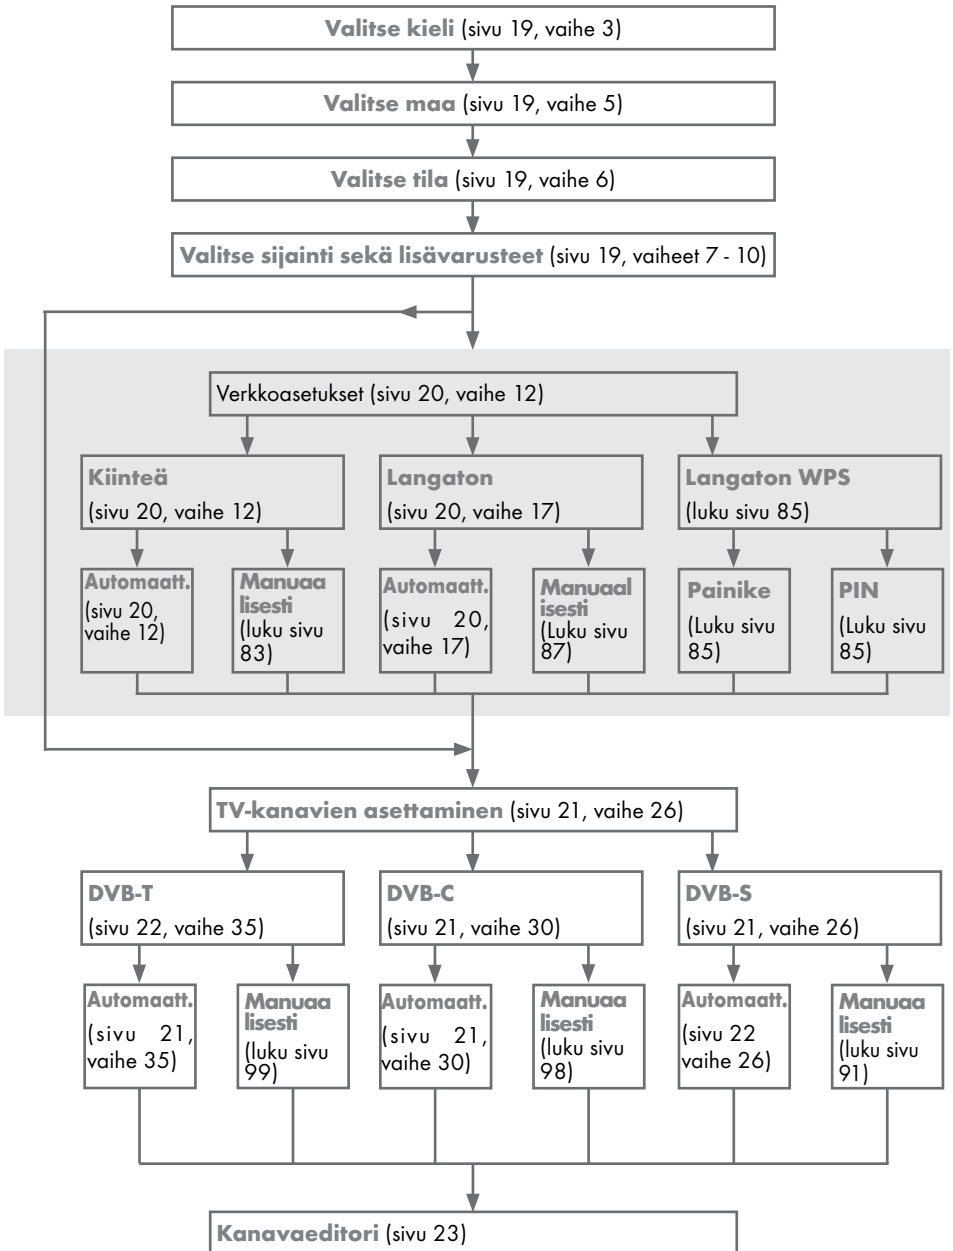 Valitse kieli (sivu 19, vaihe 3)
Valitse maa (sivu 19, vaihe 5)
Valitse tila (sivu 19, vaihe 6)
Valitse sijainti sekä lisävarusteet (sivu 19, vaiheet 7 - 10)
Verkkoasetukset (sivu 20, vaihe 12)
Kiinteä
(sivu 20, vaihe 12)
Langaton
(sivu 20, vaihe 17)
Langaton WPS
(luku sivu 85)
Automaatt.
(sivu 20,
vaihe 12)
Manuaa
lisesti
(luku sivu
83)
Automaatt.
(sivu 20,
vaihe 17)
Manuaal
isesti
(Luku sivu
87)
Painike
(Luku sivu
85)
PIN
(Luku sivu
85)
TV-kanavien asettaminen (sivu 21, vaihe 26)
DVB-T
(sivu 22, vaihe 35)
DVB-C
(sivu 21, vaihe 30)
DVB-S
(sivu 21, vaihe 26)
Automaatt.
(sivu 21,
vaihe 35)
Manuaa
lisesti
(luku sivu
99)
Automaatt.
(sivu 21,
vaihe 30)
Manuaa
lisesti
(luku sivu
98)
Automaatt.
(sivu 22
vaihe 26)
Manuaa
lisesti
(luku sivu
91)
Kanavaeditori (sivu 23)